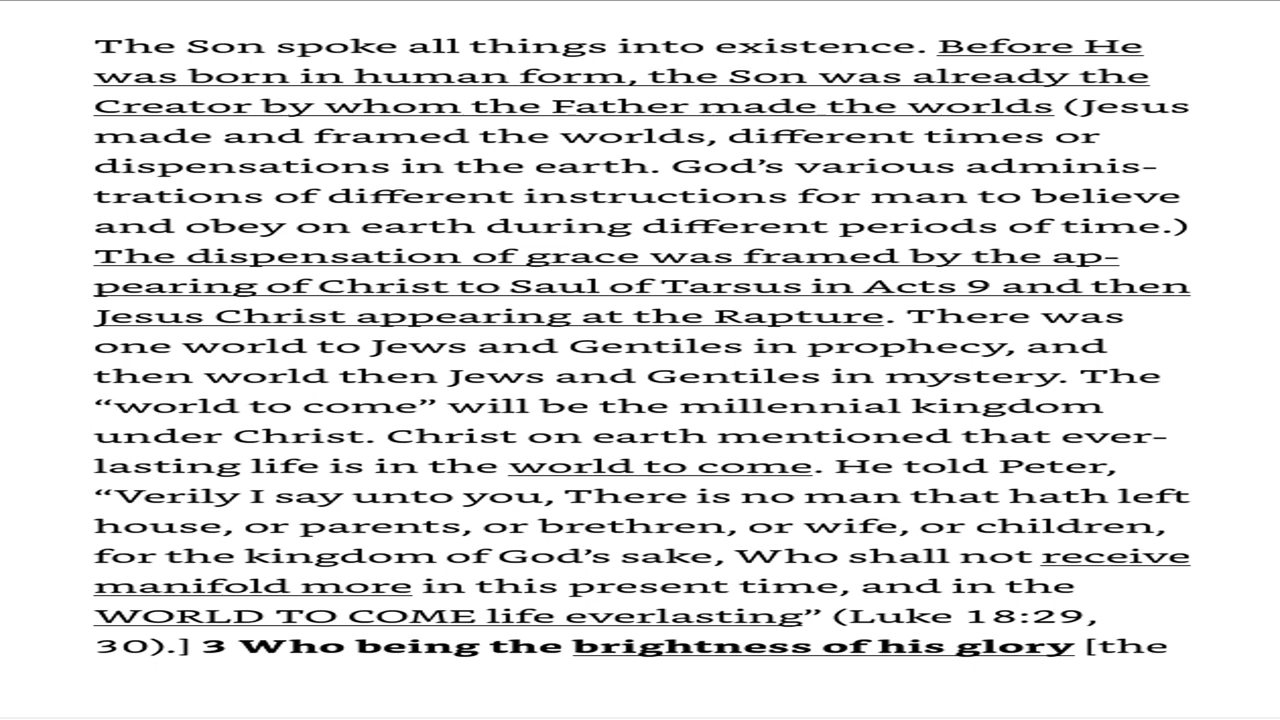 The Son spoke all things into existence. Before He
was born in human form, the Son was already the
Creator by whom the Father made the worlds (Jesus
made and framed the worlds, different times or
dispensations in the earth. God’s various adminis-
trations of different instructions for man to believe
and obey on earth during different periods of time.)
The dispensation of grace was framed by the ap-
pearing of Christ to Saul of Tarsus in Acts 9 and then
Jesus Christ appearing at the Rapture. There was
one world to Jews and Gentiles in prophecy, and
then world then Jews and Gentiles in mystery. The
“world to come” will be the millennial kingdom
under Christ. Christ on earth mentioned that ever-
lasting life is in the world to come. He told Peter,
“Verily I say unto you, There is no man that hath left
house, or parents, or brethren, or wife, or children,
for the kingdom of God’s sake, Who shall not receive
manifold more in this present time, and in the
WORLD TO COME life everlasting” (Luke 18:29,
30).] 3 Who being the brightness of his glory [the